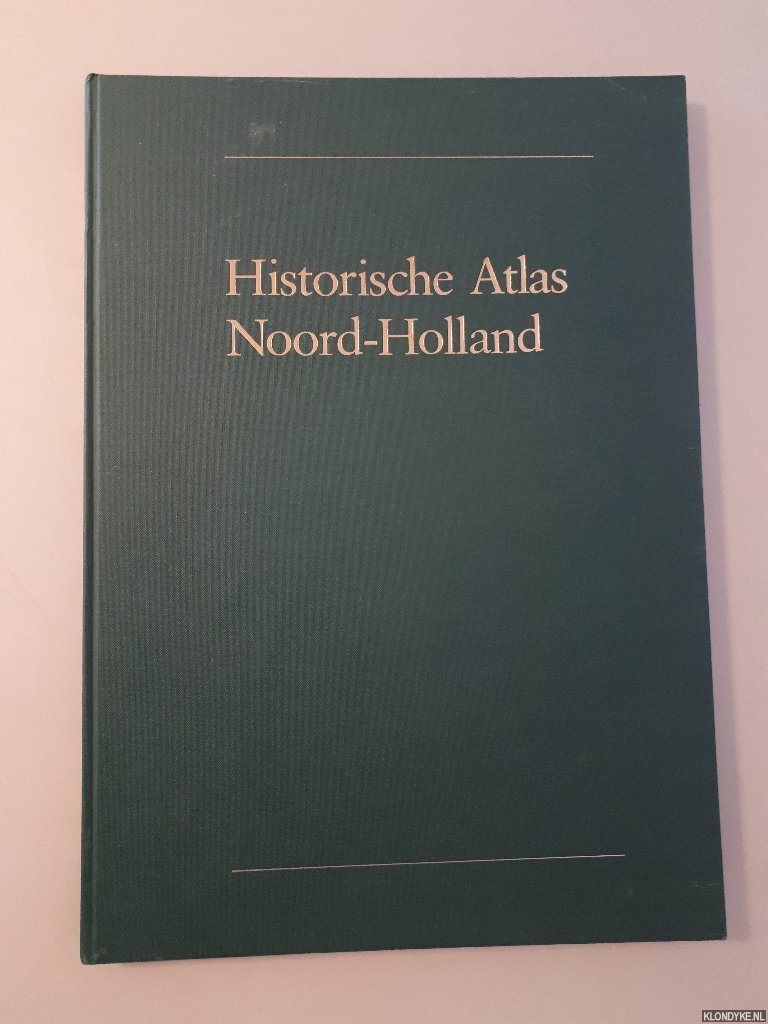 Historische Atlas
Noord-Holland
KLONDYKE.NL